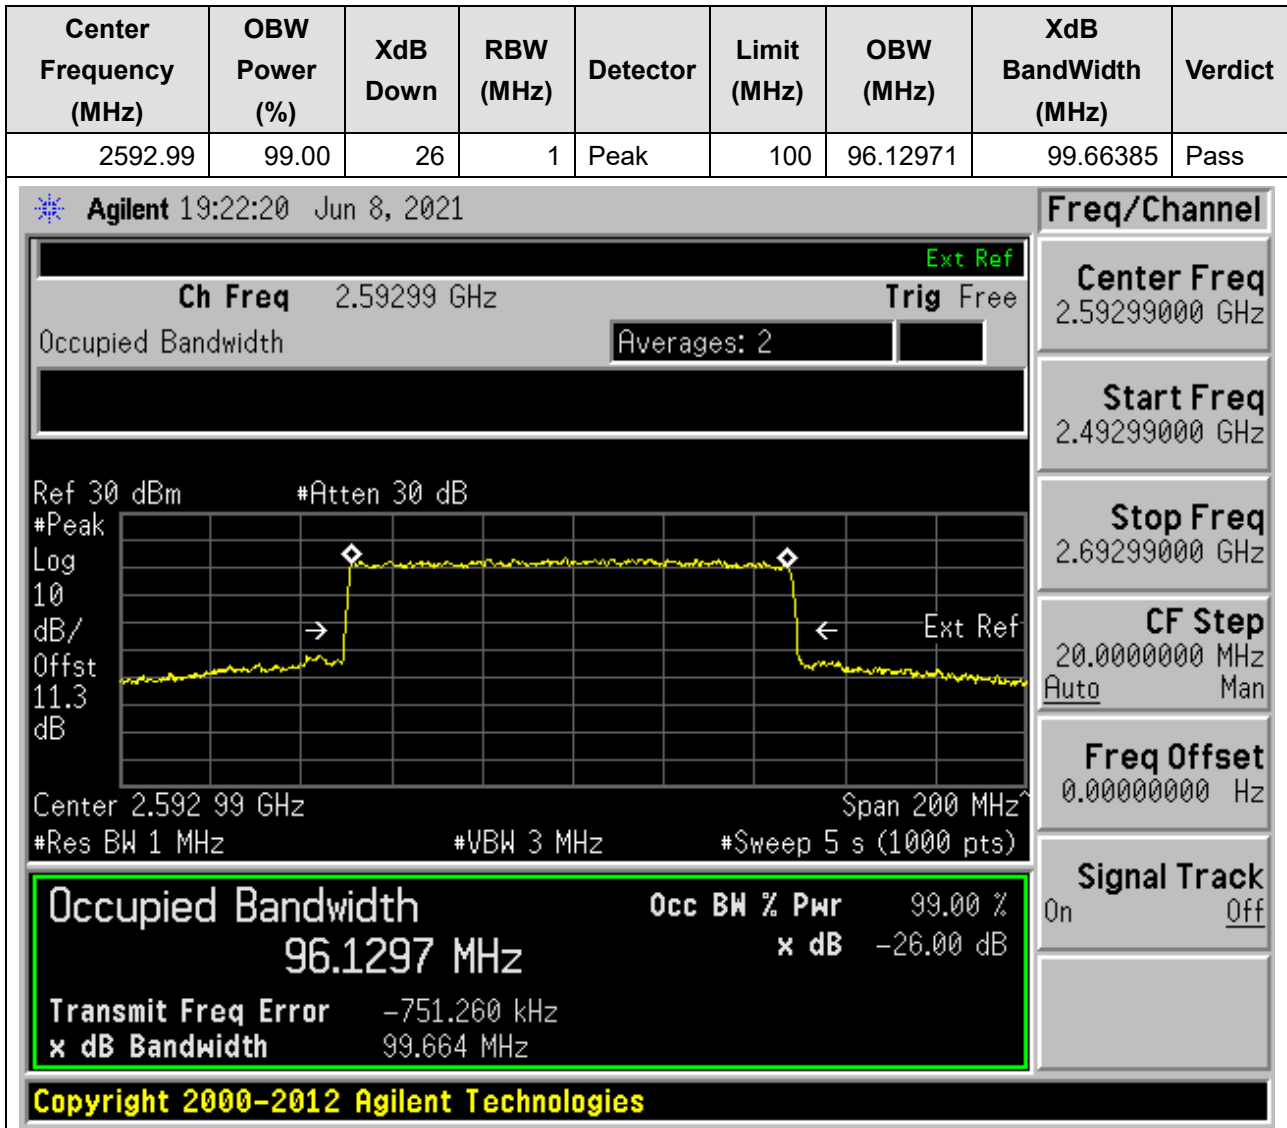 Center Frequency (MHz) OBW Power (%) XdB Down RBW (MHz) Detector Limit (MHz) OBW (MHz) XdB BandWidth (MHz) Verdict
2592.99 99.00 26 1 Peak 100 96.12971 99.66385 Pass
Agilent 19:22:20 Jun 8, 2021
Freq/Channel
Ext Ref
Ch Freq 2.59299 GHz Trig Free
Occupied Bandwidth Averages: 2
Ref 30 dBm #Atten 30 dB
#Peak
Log
10
dB/
Offst
11.3
dB
Ext Ref
Center 2.592 99 GHz Span 200 MHz^
#Res BW 1 MHz #VBW 3 MHz #Sweep 5 s (1000 pts)
Occupied Bandwidth Occ BW % Pwr 99.00 %
96.1297 MHz x dB -26.00 dB
Transmit Freq Error -751.260 kHz
x dB Bandwidth 99.664 MHz
Center Freq
2.59299000 GHz
Start Freq
2.49299000 GHz
Stop Freq
2.69299000 GHz
CF Step
20.0000000 MHz
Auto Man
Freq Offset
0.00000000 Hz
Signal Track
On Off
Copyright 2000-2012 Agilent Technologies